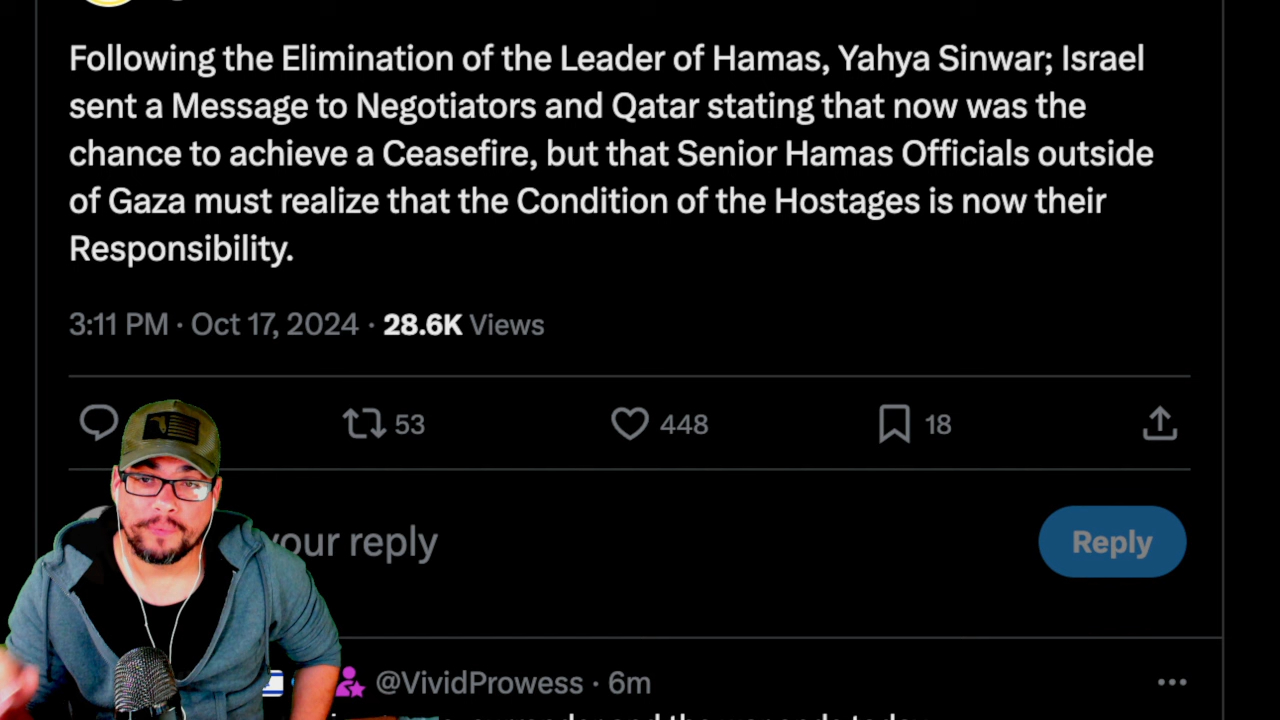 Following the Elimination of the Leader of Hamas, Yahya Sinwar; Israel
sent a Message to Negotiators and Qatar stating that now was the
chance to achieve a Ceasefire, but that Senior Hamas Officials outside
of Gaza must realize that the Condition of the Hostages is now their
Responsibility.
3:11 PM · Oct 17, 2024 · 28.6K Views
53 448 18
your reply
Reply
@VividProwess · 6m